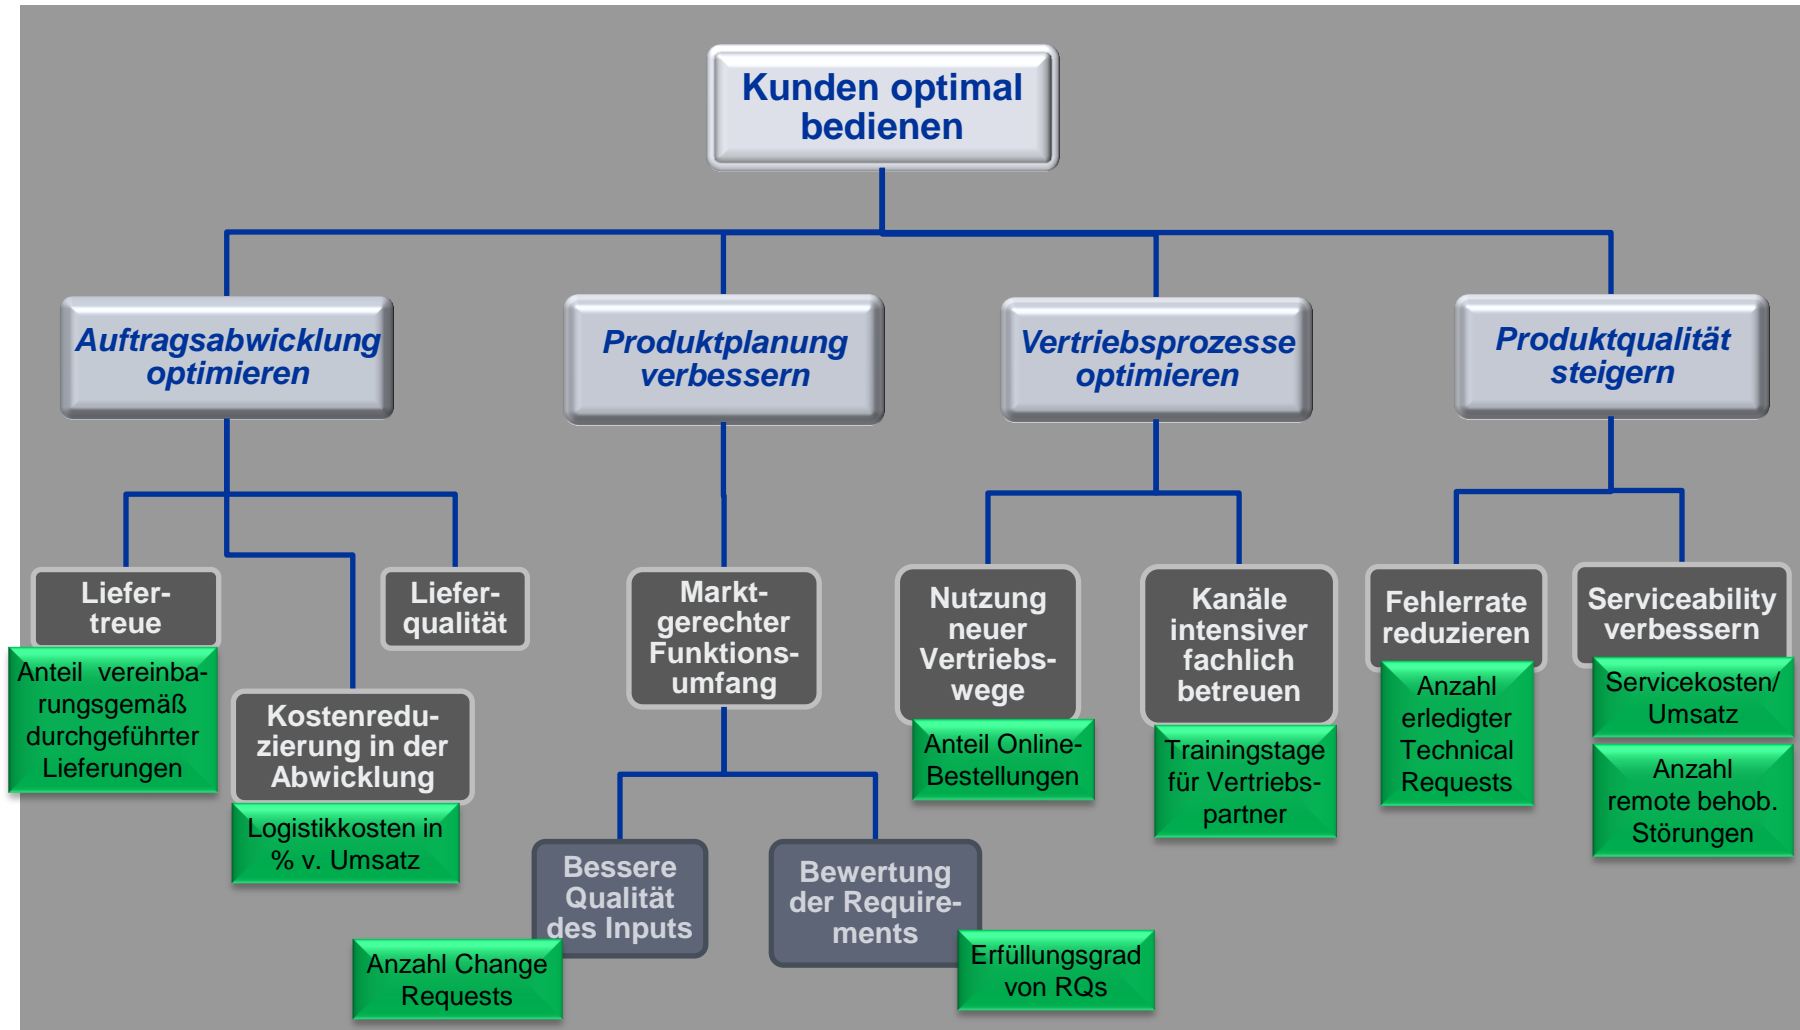 Kunden optimal
bedienen
Auftragsabwicklung
optimieren
Produktplanung
verbessern
Vertriebsprozesse
optimieren
Produktqualität
steigern
Liefer-
treue
Anteil vereinba-
rungsgemäß
durchgeführter
Lieferungen
Kostenredu-
zierung in der
Abwicklung
Logistikkosten in
% v. Umsatz
Liefer-
qualität
Markt-
gerechter
Funktions-
umfang
Bessere
Qualität
des Inputs
Anzahl Change
Requests
Bewertung
der Require-
ments
Erfüllungsgrad
von RQs
Nutzung
neuer
Vertriebs-
wege
Anteil Online-
Bestellungen
Kanäle
intensiver
fachlich
betreuen
Trainingstage
für Vertriebs-
partner
Fehlerrate
reduzieren
Anzahl
erledigter
Technical
Requests
Serviceability
verbessern
Servicekosten/
Umsatz
Anzahl
remote behob.
Störungen